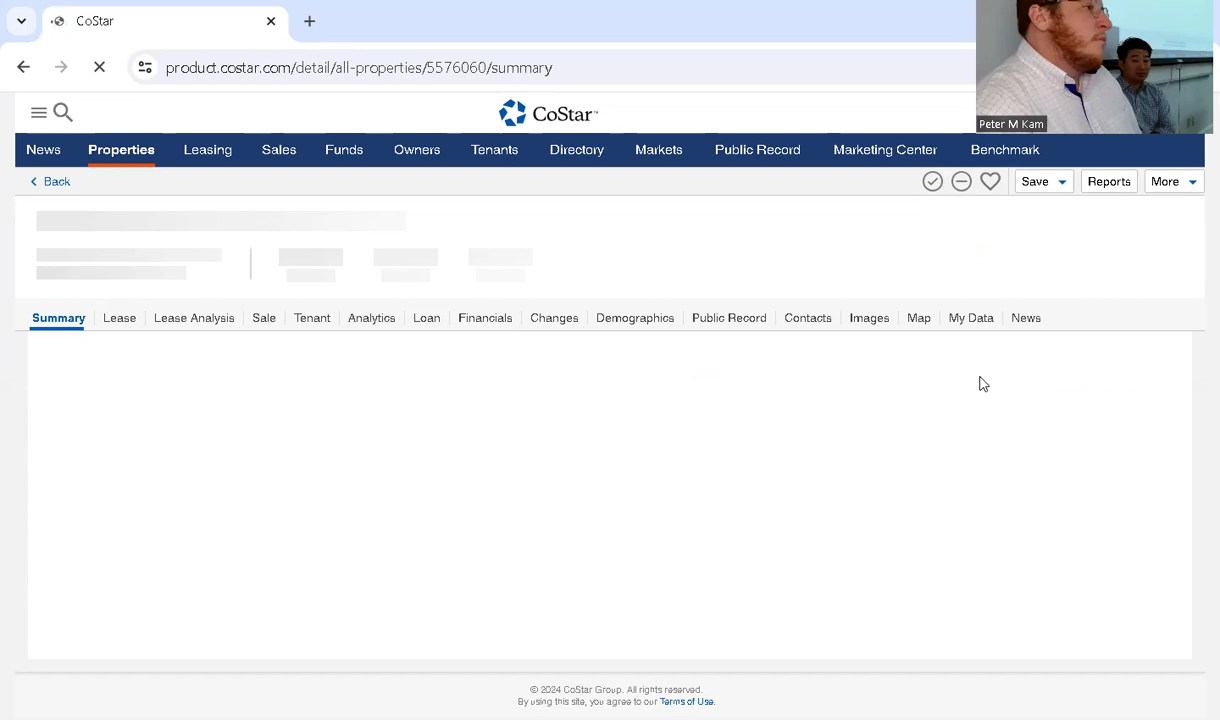 CoStar
product.costar.com/detail/all-properties/5576060/summary
Peter M Kam
CoStar™
News Properties Leasing Sales Funds Owners Tenants Directory Markets Public Record Marketing Center Benchmark
Back Save Reports More
Summary Lease Lease Analysis Sale Tenant Analytics Loan Financials Changes Demographics Public Record Contacts Images Map My Data News
© 2024 CoStar Group. All rights reserved.
By using this site, you agree to our Terms of Use.